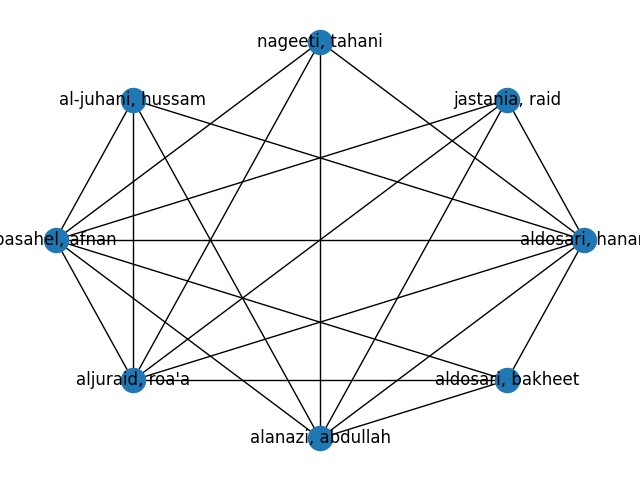 nageeti, tahani
al-juhani, hussam
jastania, raid
basahel, afnan
aldosari, hanan
aljuraid, roa'a
aldosari, bakheet
alanazi, abdullah